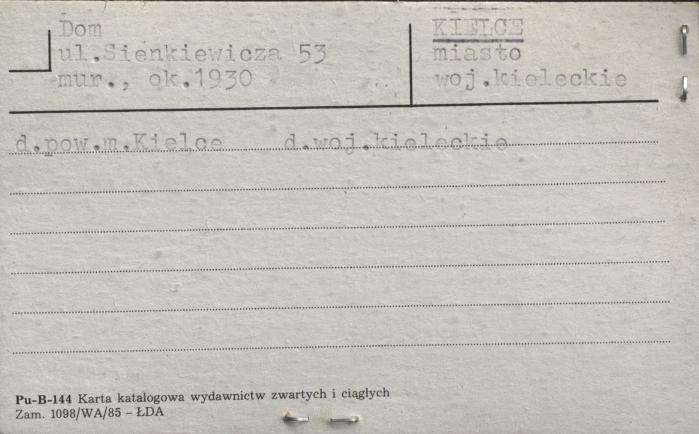 Dom
ul.Sienkiewicza 53
mur., ok.1930
KIELCE
miasto
woj.kieleckie
d.pow.m.Kielce d.woj.kieleckie
Pu-B-144 Karta katalogowa wydawnictw zwartych i ciągłych
Zam. 1098/WA/85 – ŁDA